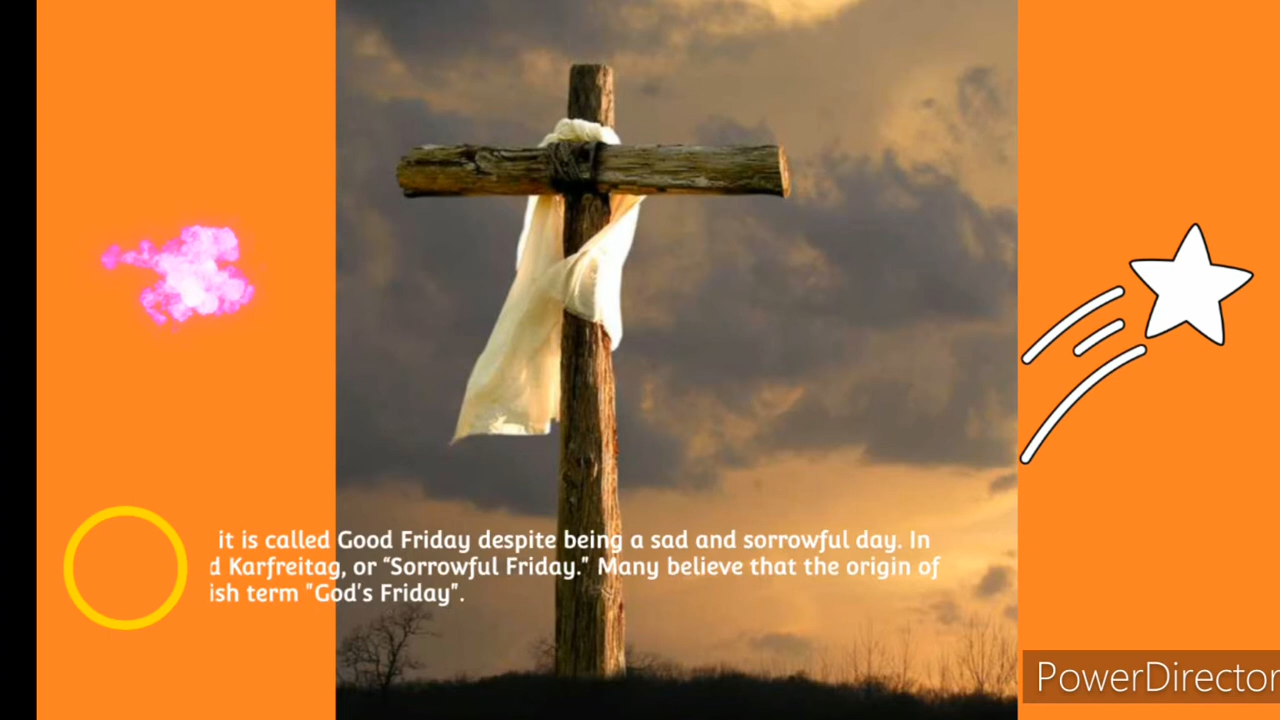 it is called Good Friday despite being a sad and sorrowful day. In
d Karfreitag, or “Sorrowful Friday." Many believe that the origin of
ish term "God's Friday".
PowerDirector